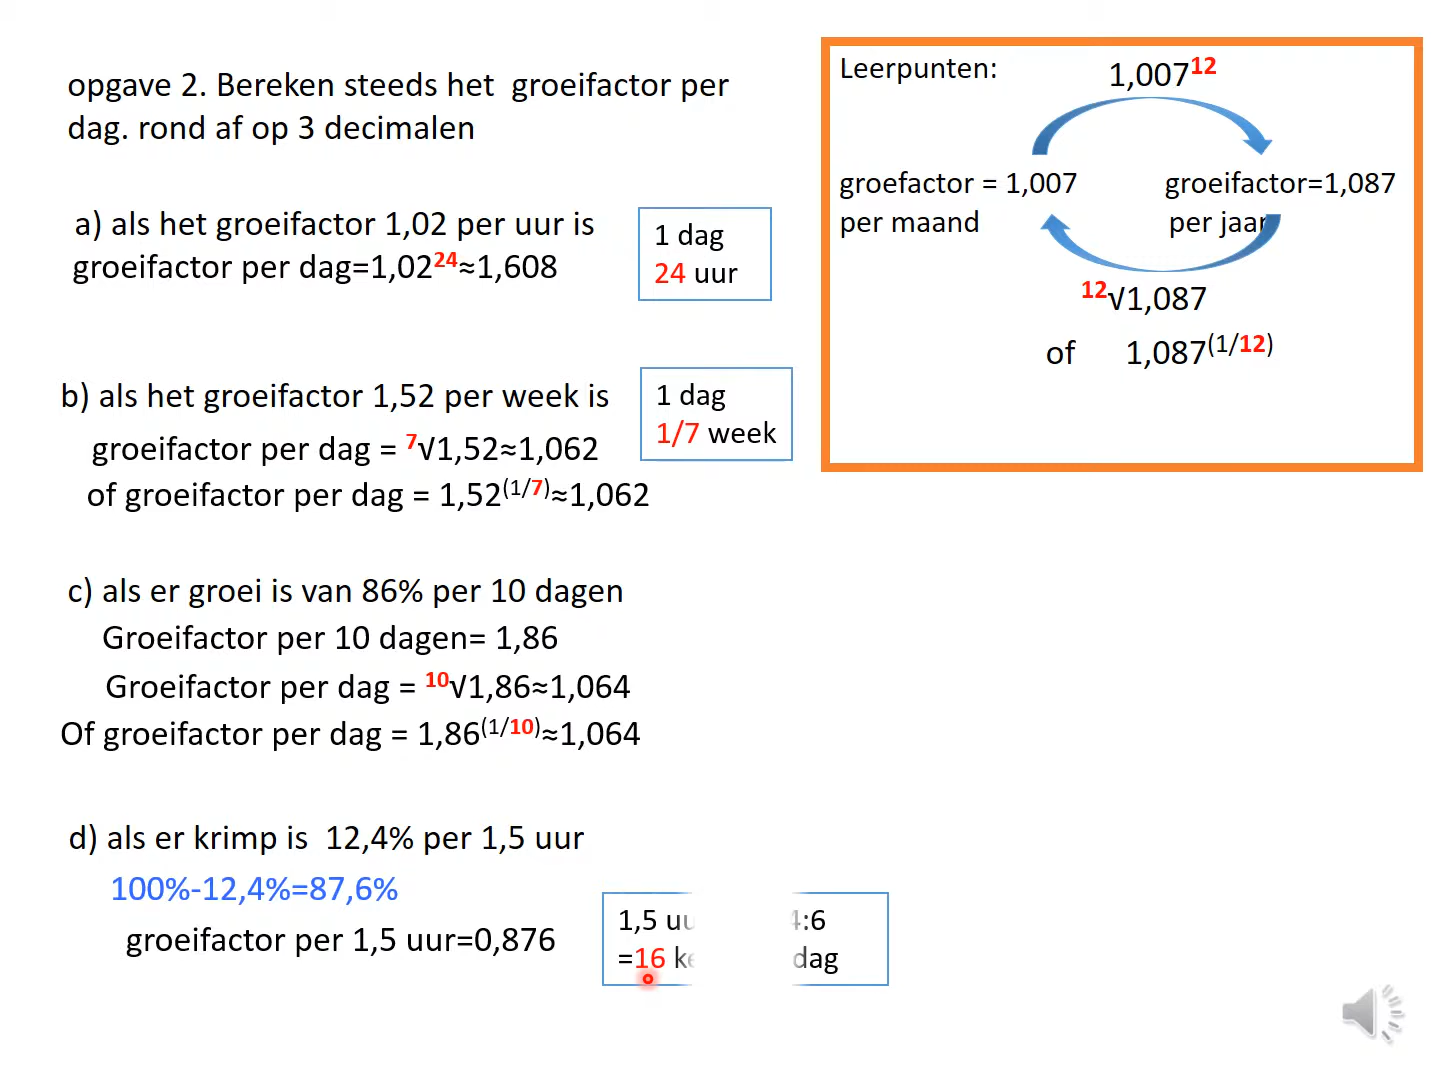 opgave 2. Bereken steeds het  groeifactor per
dag. rond af op 3 decimalen
a) als het groeifactor 1,02 per uur is
groeifactor per dag=1,02²⁴≈1,608
1 dag
24 uur
b) als het groeifactor 1,52 per week is
groeifactor per dag = ⁷√1,52≈1,062
of groeifactor per dag = 1,52⁽¹/⁷⁾≈1,062
1 dag
1/7 week
c) als er groei is van 86% per 10 dagen
Groeifactor per 10 dagen= 1,86
Groeifactor per dag = ¹⁰√1,86≈1,064
Of groeifactor per dag = 1,86⁽¹/¹⁰⁾≈1,064
d) als er krimp is  12,4% per 1,5 uur
100%-12,4%=87,6%
groeifactor per 1,5 uur=0,876
1,5 :6
=16 dag
Leerpunten:
1,007¹²
groefactor = 1,007
per maand
groeifactor=1,087
per jaar
¹²√1,087
of 1,087⁽¹/¹²⁾